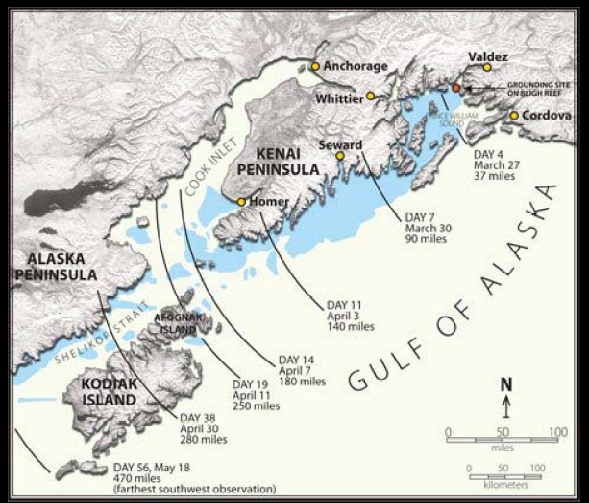 Valdez
Anchorage
GROUNDING SITE
ON BLIGH REEF
Whittier
Cordova
PRINCE WILLIAM
SOUND
Seward
COOK INLET
KENAI
PENINSULA
DAY 4
March 27
37 miles
Homer
DAY 7
March 30
90 miles
ALASKA
PENINSULA
GULF OF ALASKA
DAY 11
April 3
140 miles
SHELIKOF STRAIT
AFOGNAK
ISLAND
DAY 14
April 7
180 miles
KODIAK
ISLAND
DAY 19
April 11
250 miles
N
DAY 38
April 30
280 miles
0 50 100
miles
DAY 56, May 18
470 miles
(farthest southwest observation)
0 50 100
kilometers